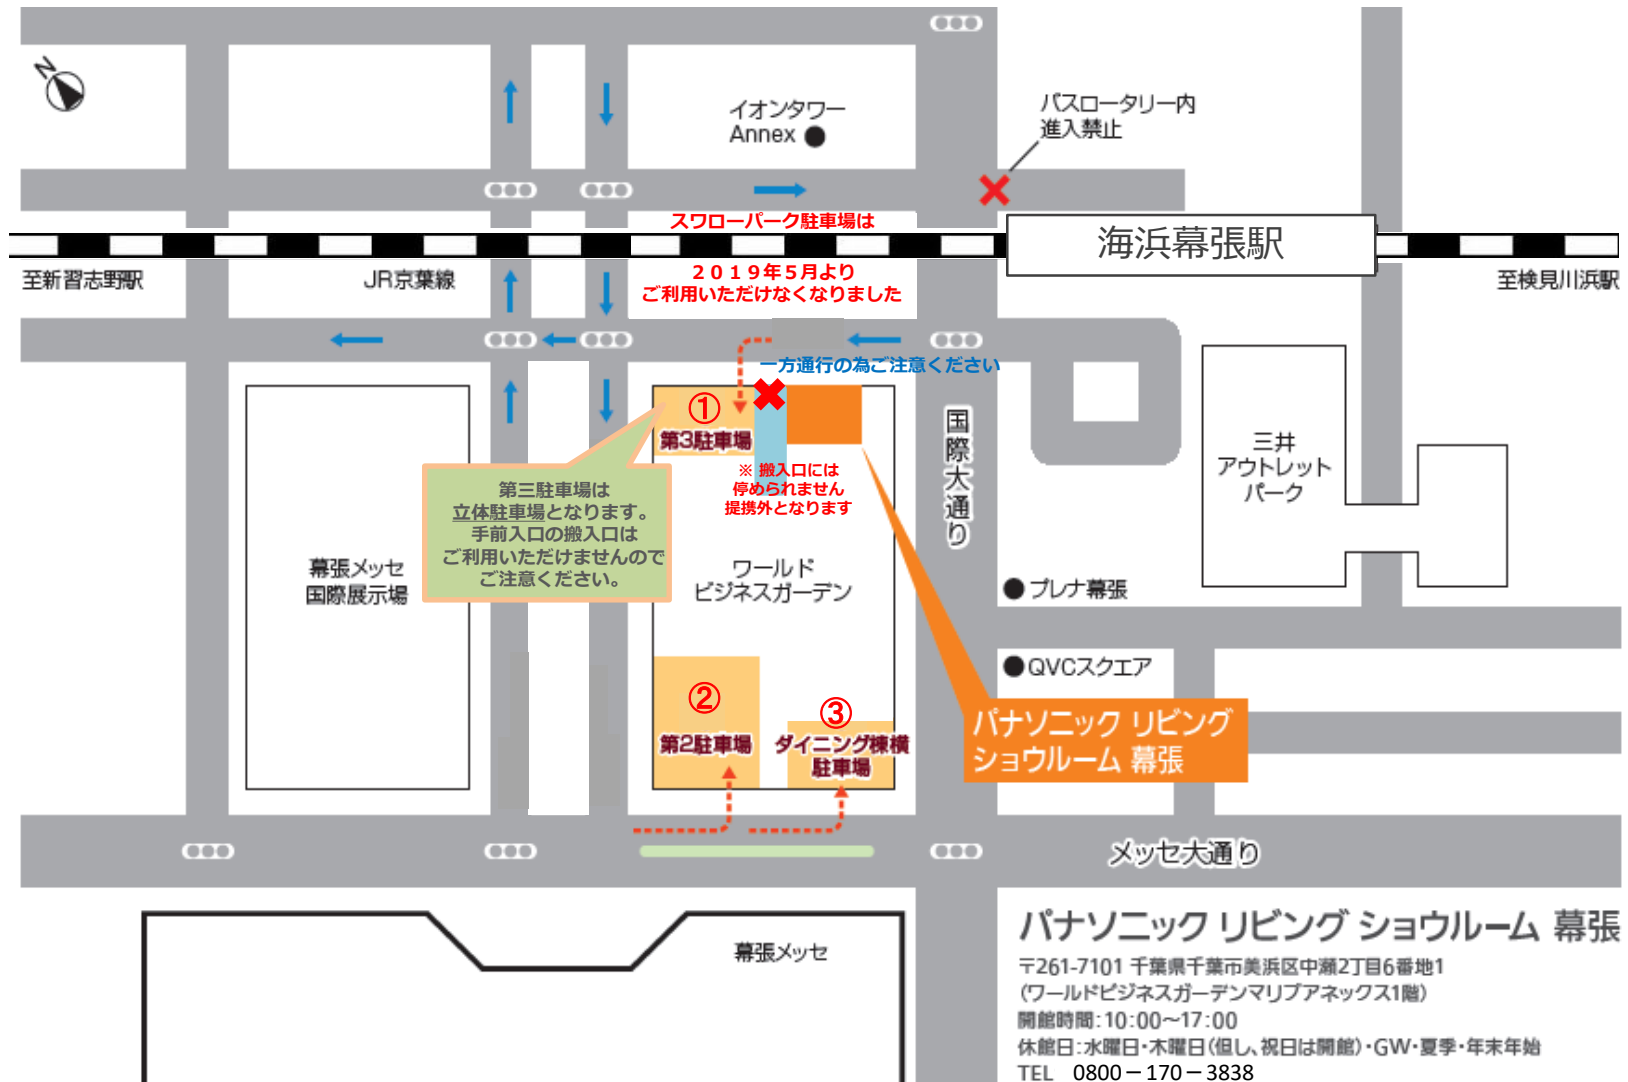 N
イオンタワー
Annex
バスロータリー内
進入禁止
スワローパーク駐車場は
海浜幕張駅
至新習志野駅
JR京葉線
２０１９年５月より
ご利用いただけなくなりました
至検見川浜駅
一方通行の為ご注意ください
①
第3駐車場
国際大通り
三井
アウトレット
パーク
※ 搬入口には
停められません
提携外となります
第三駐車場は
立体駐車場となります。
手前入口の搬入口は
ご利用いただけませんので
ご注意ください。
幕張メッセ
国際展示場
ワールド
ビジネスガーデン
プレナ幕張
QVCスクエア
②
第2駐車場
③
ダイニング棟横
駐車場
パナソニック リビング
ショウルーム 幕張
メッセ大通り
幕張メッセ
パナソニック リビング ショウルーム 幕張
〒261-7101 千葉県千葉市美浜区中瀬2丁目6番地1
(ワールドビジネスガーデンマリブアネックス1階)
開館時間:10:00～17:00
休館日:水曜日・木曜日(但し、祝日は開館)・GW・夏季・年末年始
TEL 0800－170－3838